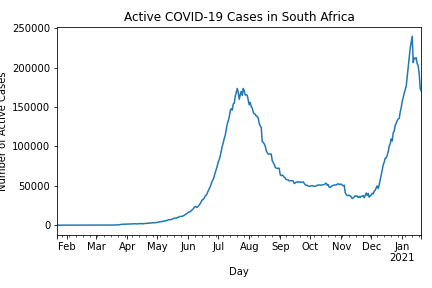 Active COVID-19 Cases in South Africa
250000
200000
150000
100000
50000
0
Number of Active Cases
Feb Mar Apr May Jun Jul Aug Sep Oct Nov Dec Jan
2021
Day